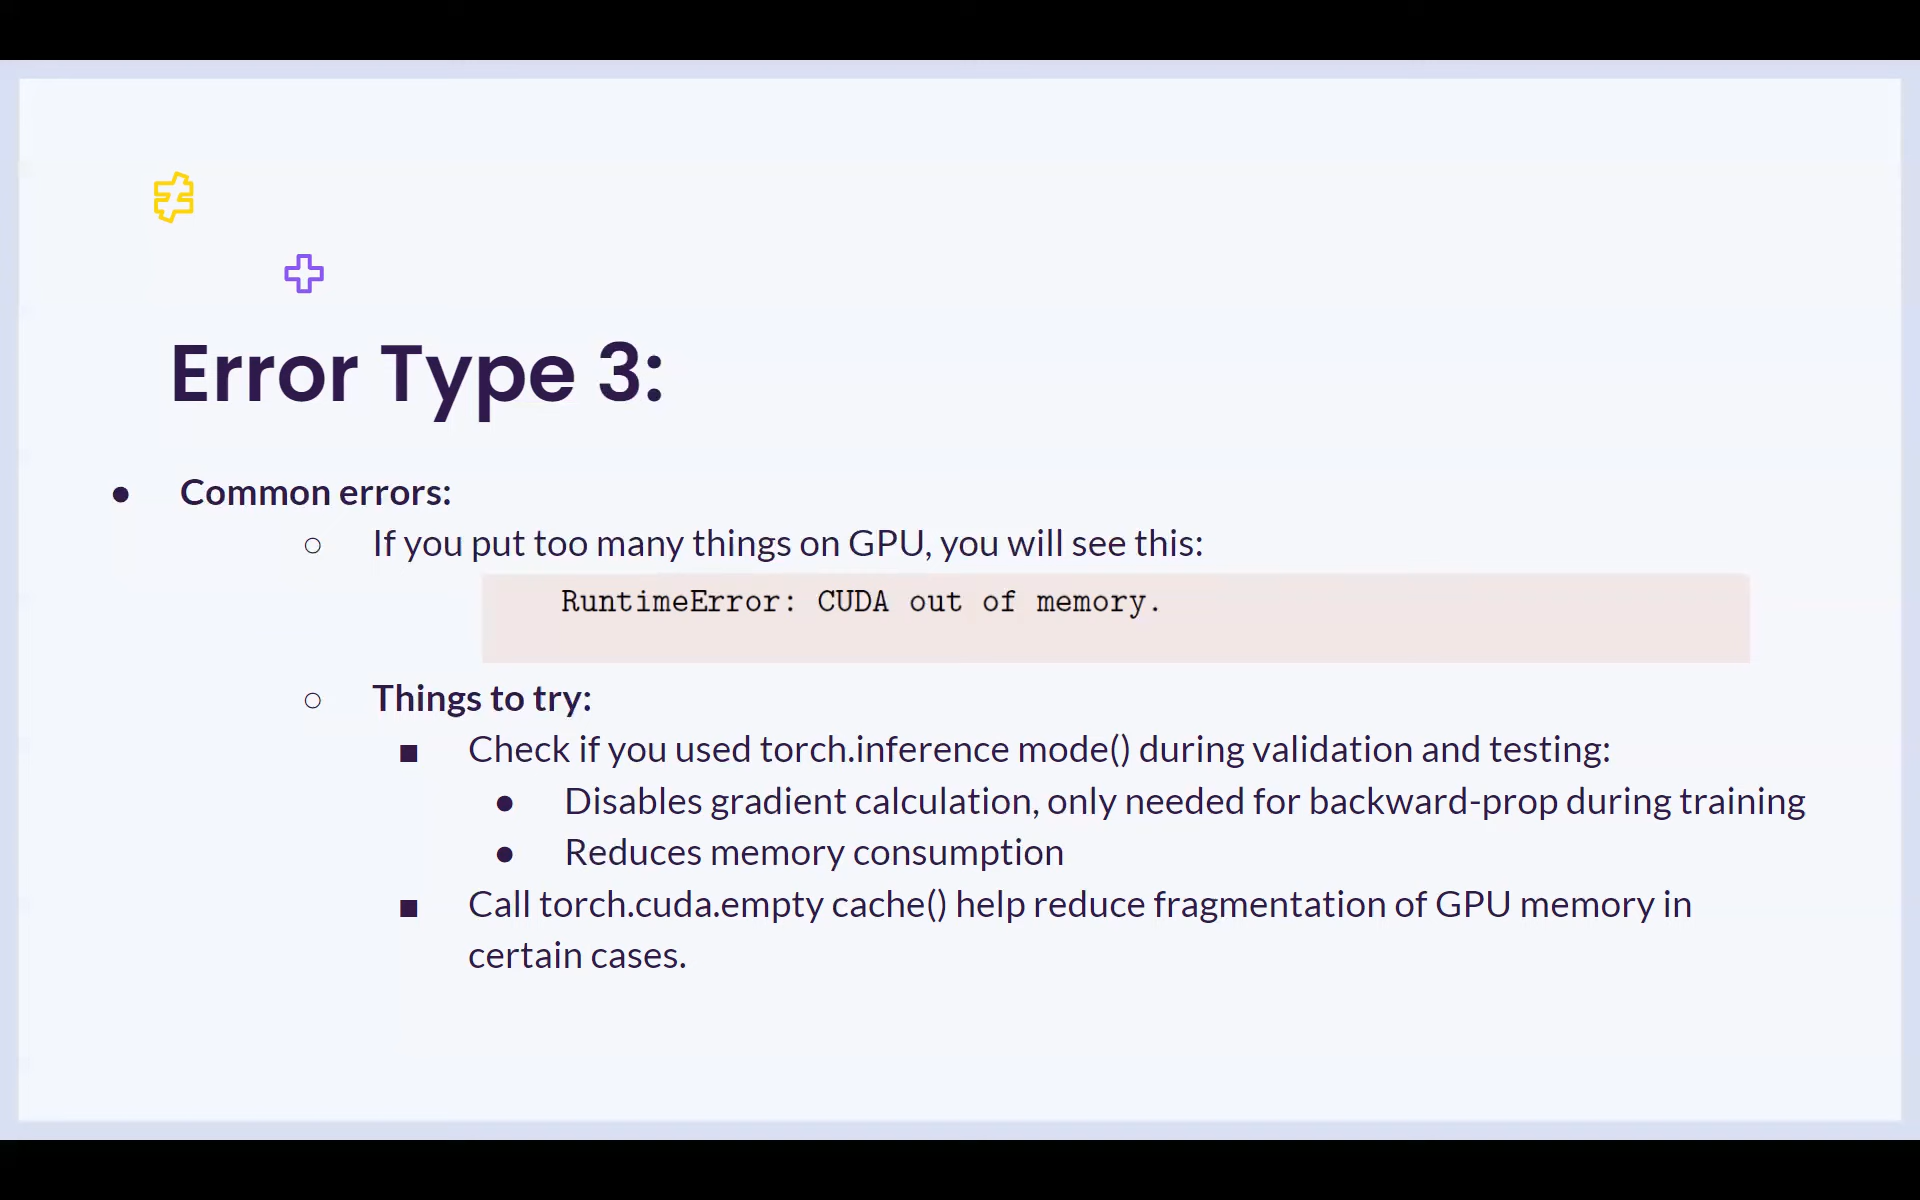 Error Type 3:
● Common errors:
○ If you put too many things on GPU, you will see this:
RuntimeError: CUDA out of memory.
○ Things to try:
■ Check if you used torch.inference mode() during validation and testing:
● Disables gradient calculation, only needed for backward-prop during training
● Reduces memory consumption
■ Call torch.cuda.empty cache() help reduce fragmentation of GPU memory in
certain cases.